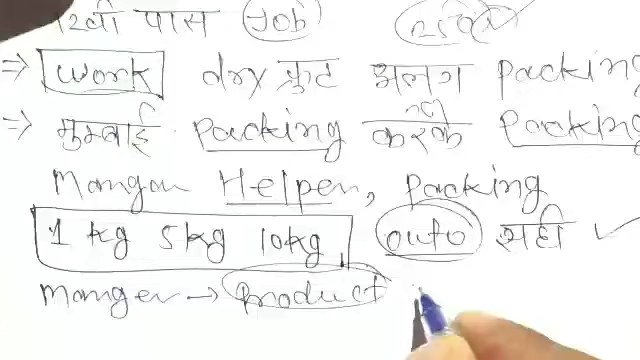 12वी पास Job
⇒ work dry फ्रुट अलग packing
⇒ मुम्बई packing करके packing
Mangar Helper, packing
1 kg 5kg 10kg auto सही ✓
manger → product